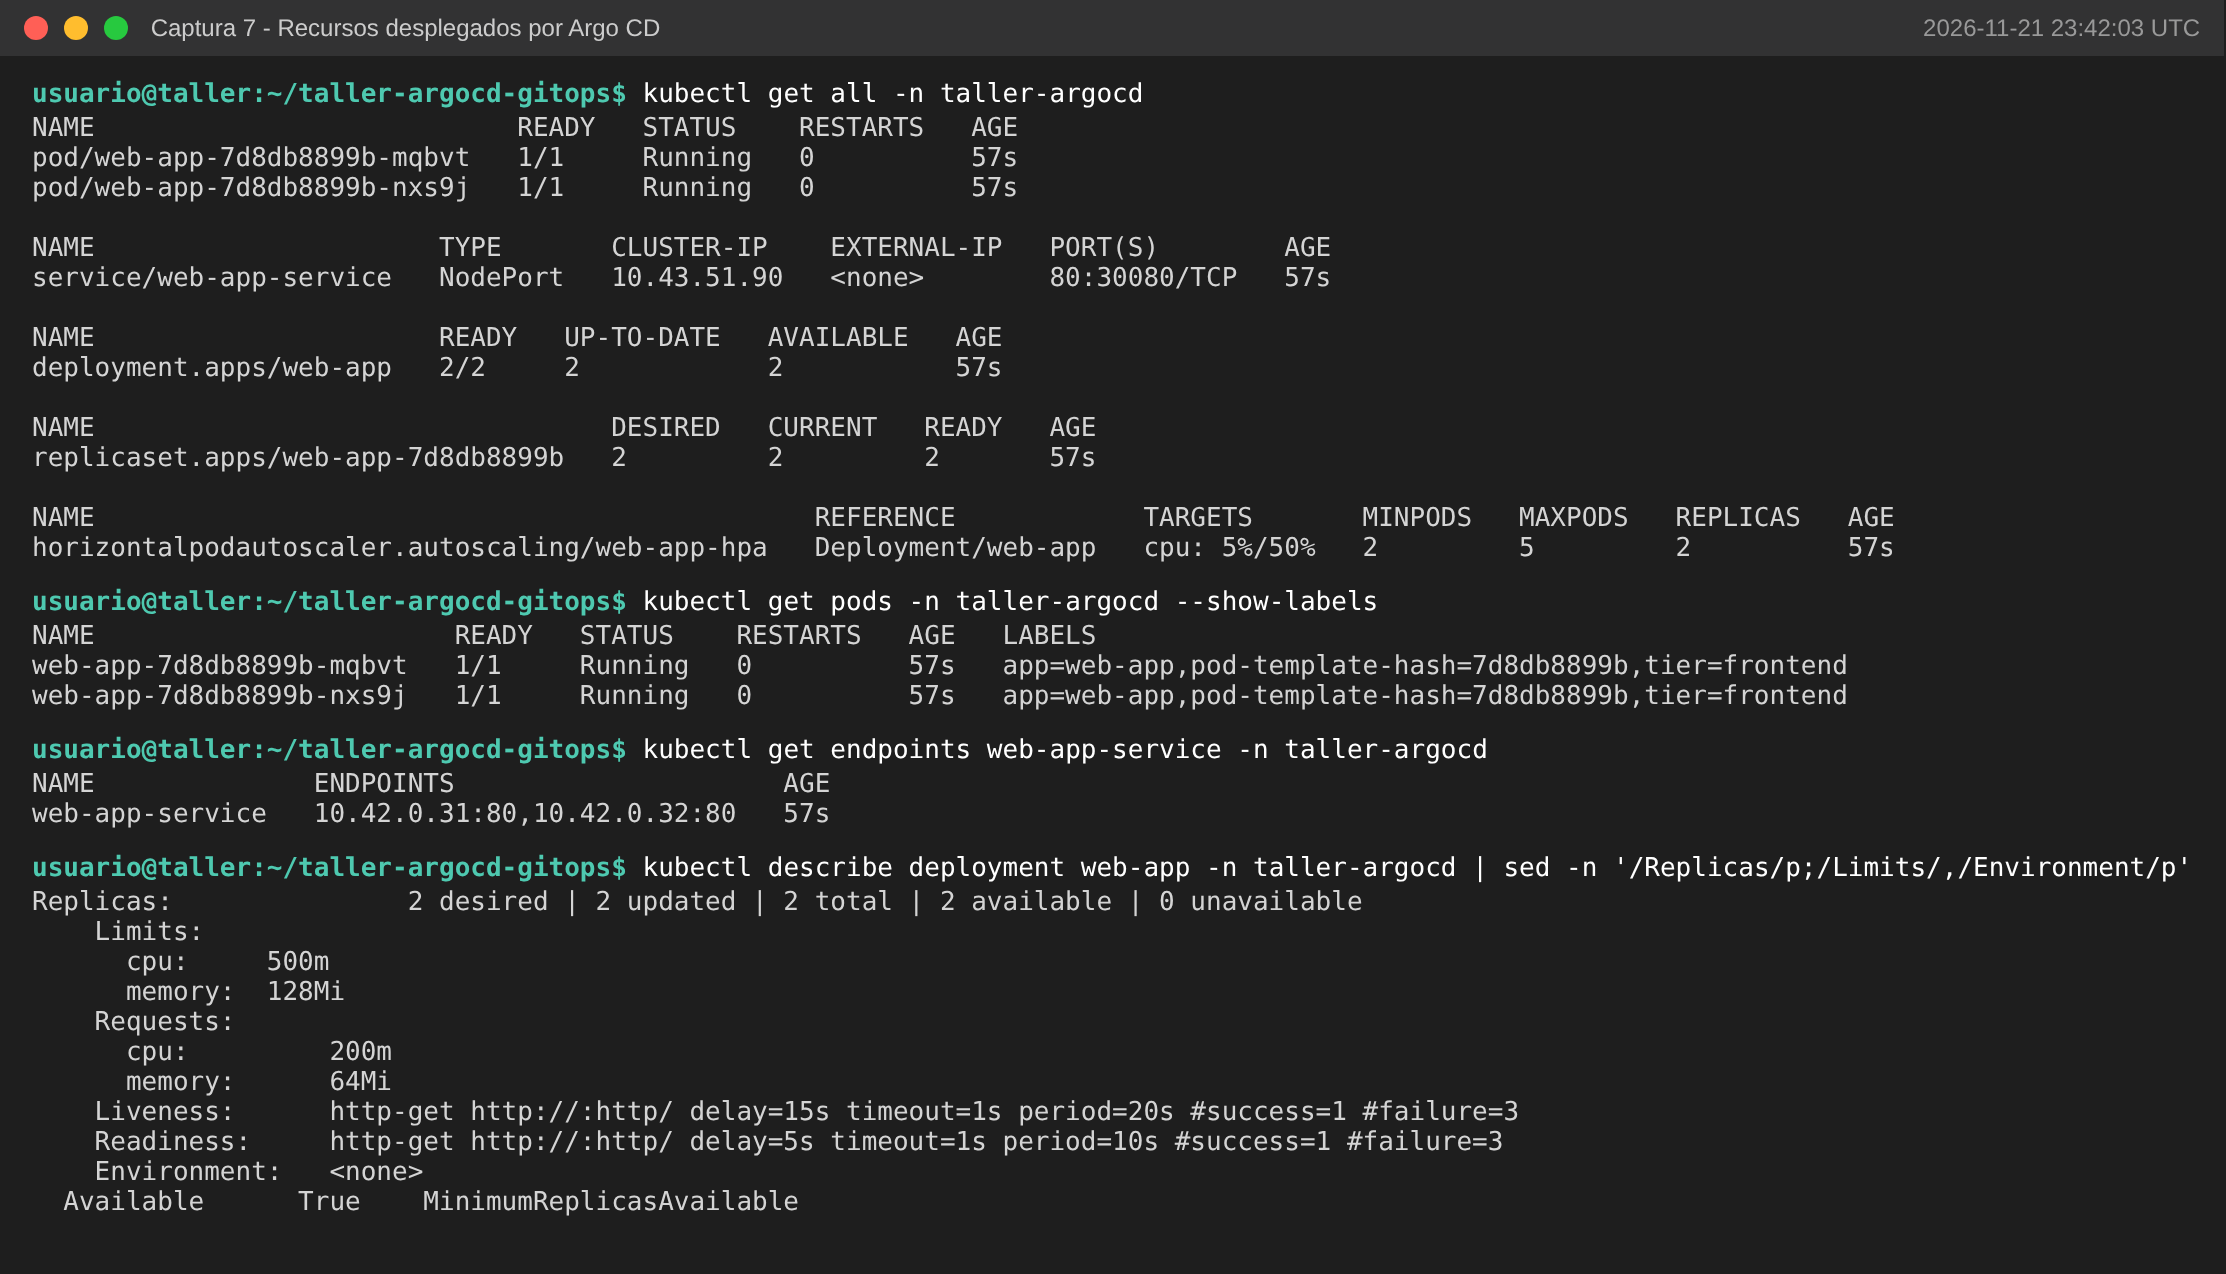 Captura 7 - Recursos desplegados por Argo CD
2026-11-21 23:42:03 UTC
usuario@taller:~/taller-argocd-gitops$ kubectl get all -n taller-argocd
NAME                           READY   STATUS    RESTARTS   AGE
pod/web-app-7d8db8899b-mqbvt   1/1     Running   0          57s
pod/web-app-7d8db8899b-nxs9j   1/1     Running   0          57s

NAME                      TYPE       CLUSTER-IP    EXTERNAL-IP   PORT(S)        AGE
service/web-app-service   NodePort   10.43.51.90   <none>        80:30080/TCP   57s

NAME                      READY   UP-TO-DATE   AVAILABLE   AGE
deployment.apps/web-app   2/2     2            2           57s

NAME                                 DESIRED   CURRENT   READY   AGE
replicaset.apps/web-app-7d8db8899b   2         2         2       57s

NAME                                              REFERENCE            TARGETS       MINPODS   MAXPODS   REPLICAS   AGE
horizontalpodautoscaler.autoscaling/web-app-hpa   Deployment/web-app   cpu: 5%/50%   2         5         2          57s
usuario@taller:~/taller-argocd-gitops$ kubectl get pods -n taller-argocd --show-labels
NAME                       READY   STATUS    RESTARTS   AGE   LABELS
web-app-7d8db8899b-mqbvt   1/1     Running   0          57s   app=web-app,pod-template-hash=7d8db8899b,tier=frontend
web-app-7d8db8899b-nxs9j   1/1     Running   0          57s   app=web-app,pod-template-hash=7d8db8899b,tier=frontend
usuario@taller:~/taller-argocd-gitops$ kubectl get endpoints web-app-service -n taller-argocd
NAME              ENDPOINTS                     AGE
web-app-service   10.42.0.31:80,10.42.0.32:80   57s
usuario@taller:~/taller-argocd-gitops$ kubectl describe deployment web-app -n taller-argocd | sed -n '/Replicas/p;/Limits/,/Environment/p'
Replicas:               2 desired | 2 updated | 2 total | 2 available | 0 unavailable
    Limits:
      cpu:     500m
      memory:  128Mi
    Requests:
      cpu:         200m
      memory:      64Mi
    Liveness:      http-get http://:http/ delay=15s timeout=1s period=20s #success=1 #failure=3
    Readiness:     http-get http://:http/ delay=5s timeout=1s period=10s #success=1 #failure=3
    Environment:   <none>
  Available      True    MinimumReplicasAvailable